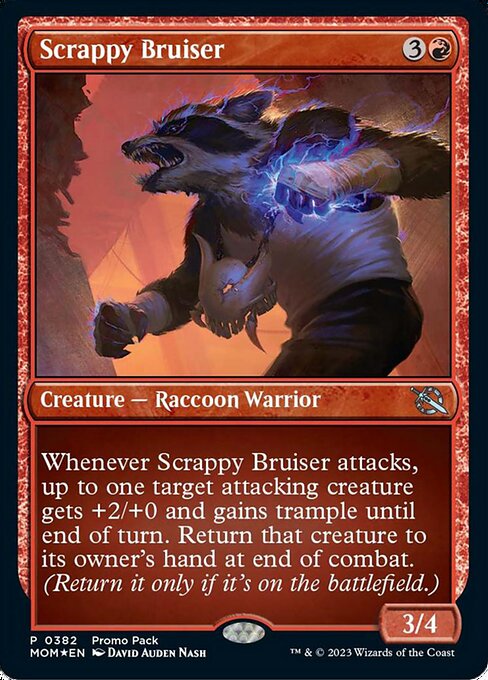 Scrappy Bruiser 3
Creature — Raccoon Warrior
Whenever Scrappy Bruiser attacks,
up to one target attacking creature
gets +2/+0 and gains trample until
end of turn. Return that creature to
its owner's hand at end of combat.
(Return it only if it's on the battlefield.)
3/4
P 0382 Promo Pack
MOM★EN David Auden Nash
™ & © 2023 Wizards of the Coast